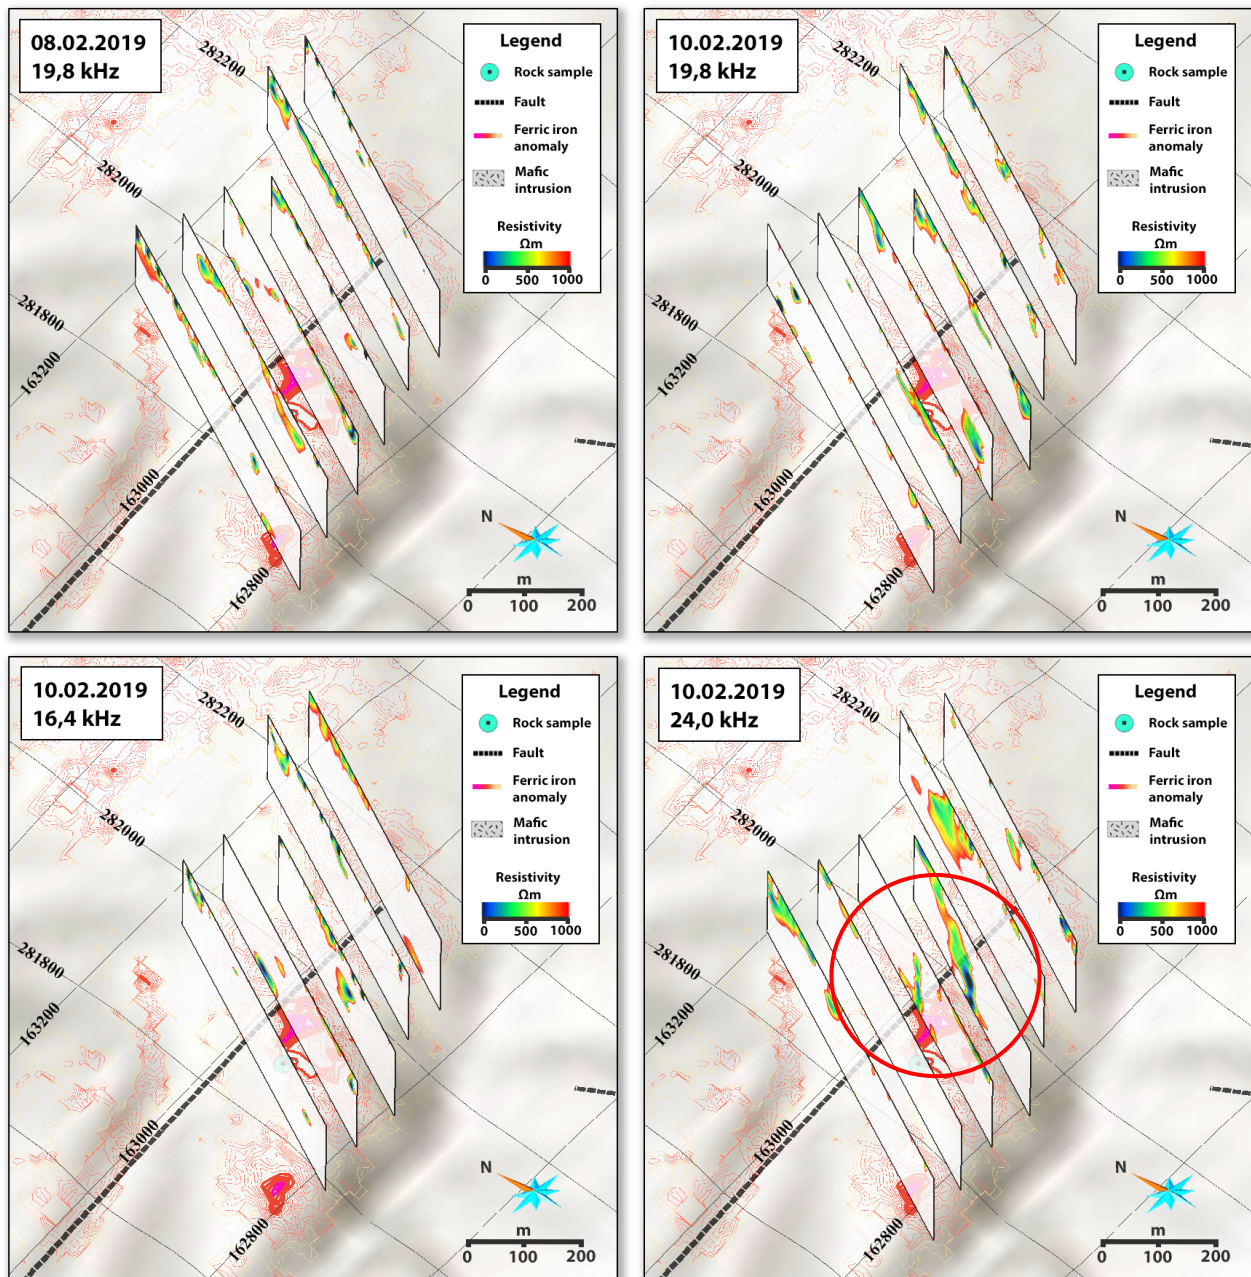 08.02.2019
19,8 kHz
282200
282000
281800
163200
163000
162800
Legend
Rock sample
Fault
Ferric iron
anomaly
Mafic
intrusion
Resistivity
Ωm
0 500 1000
N
m
0 100 200
10.02.2019
19,8 kHz
282200
282000
281800
163200
163000
162800
Legend
Rock sample
Fault
Ferric iron
anomaly
Mafic
intrusion
Resistivity
Ωm
0 500 1000
N
m
0 100 200
10.02.2019
16,4 kHz
282200
282000
281800
163200
163000
162800
Legend
Rock sample
Fault
Ferric iron
anomaly
Mafic
intrusion
Resistivity
Ωm
0 500 1000
N
m
0 100 200
10.02.2019
24,0 kHz
282200
282000
281800
163200
163000
162800
Legend
Rock sample
Fault
Ferric iron
anomaly
Mafic
intrusion
Resistivity
Ωm
0 500 1000
N
m
0 100 200